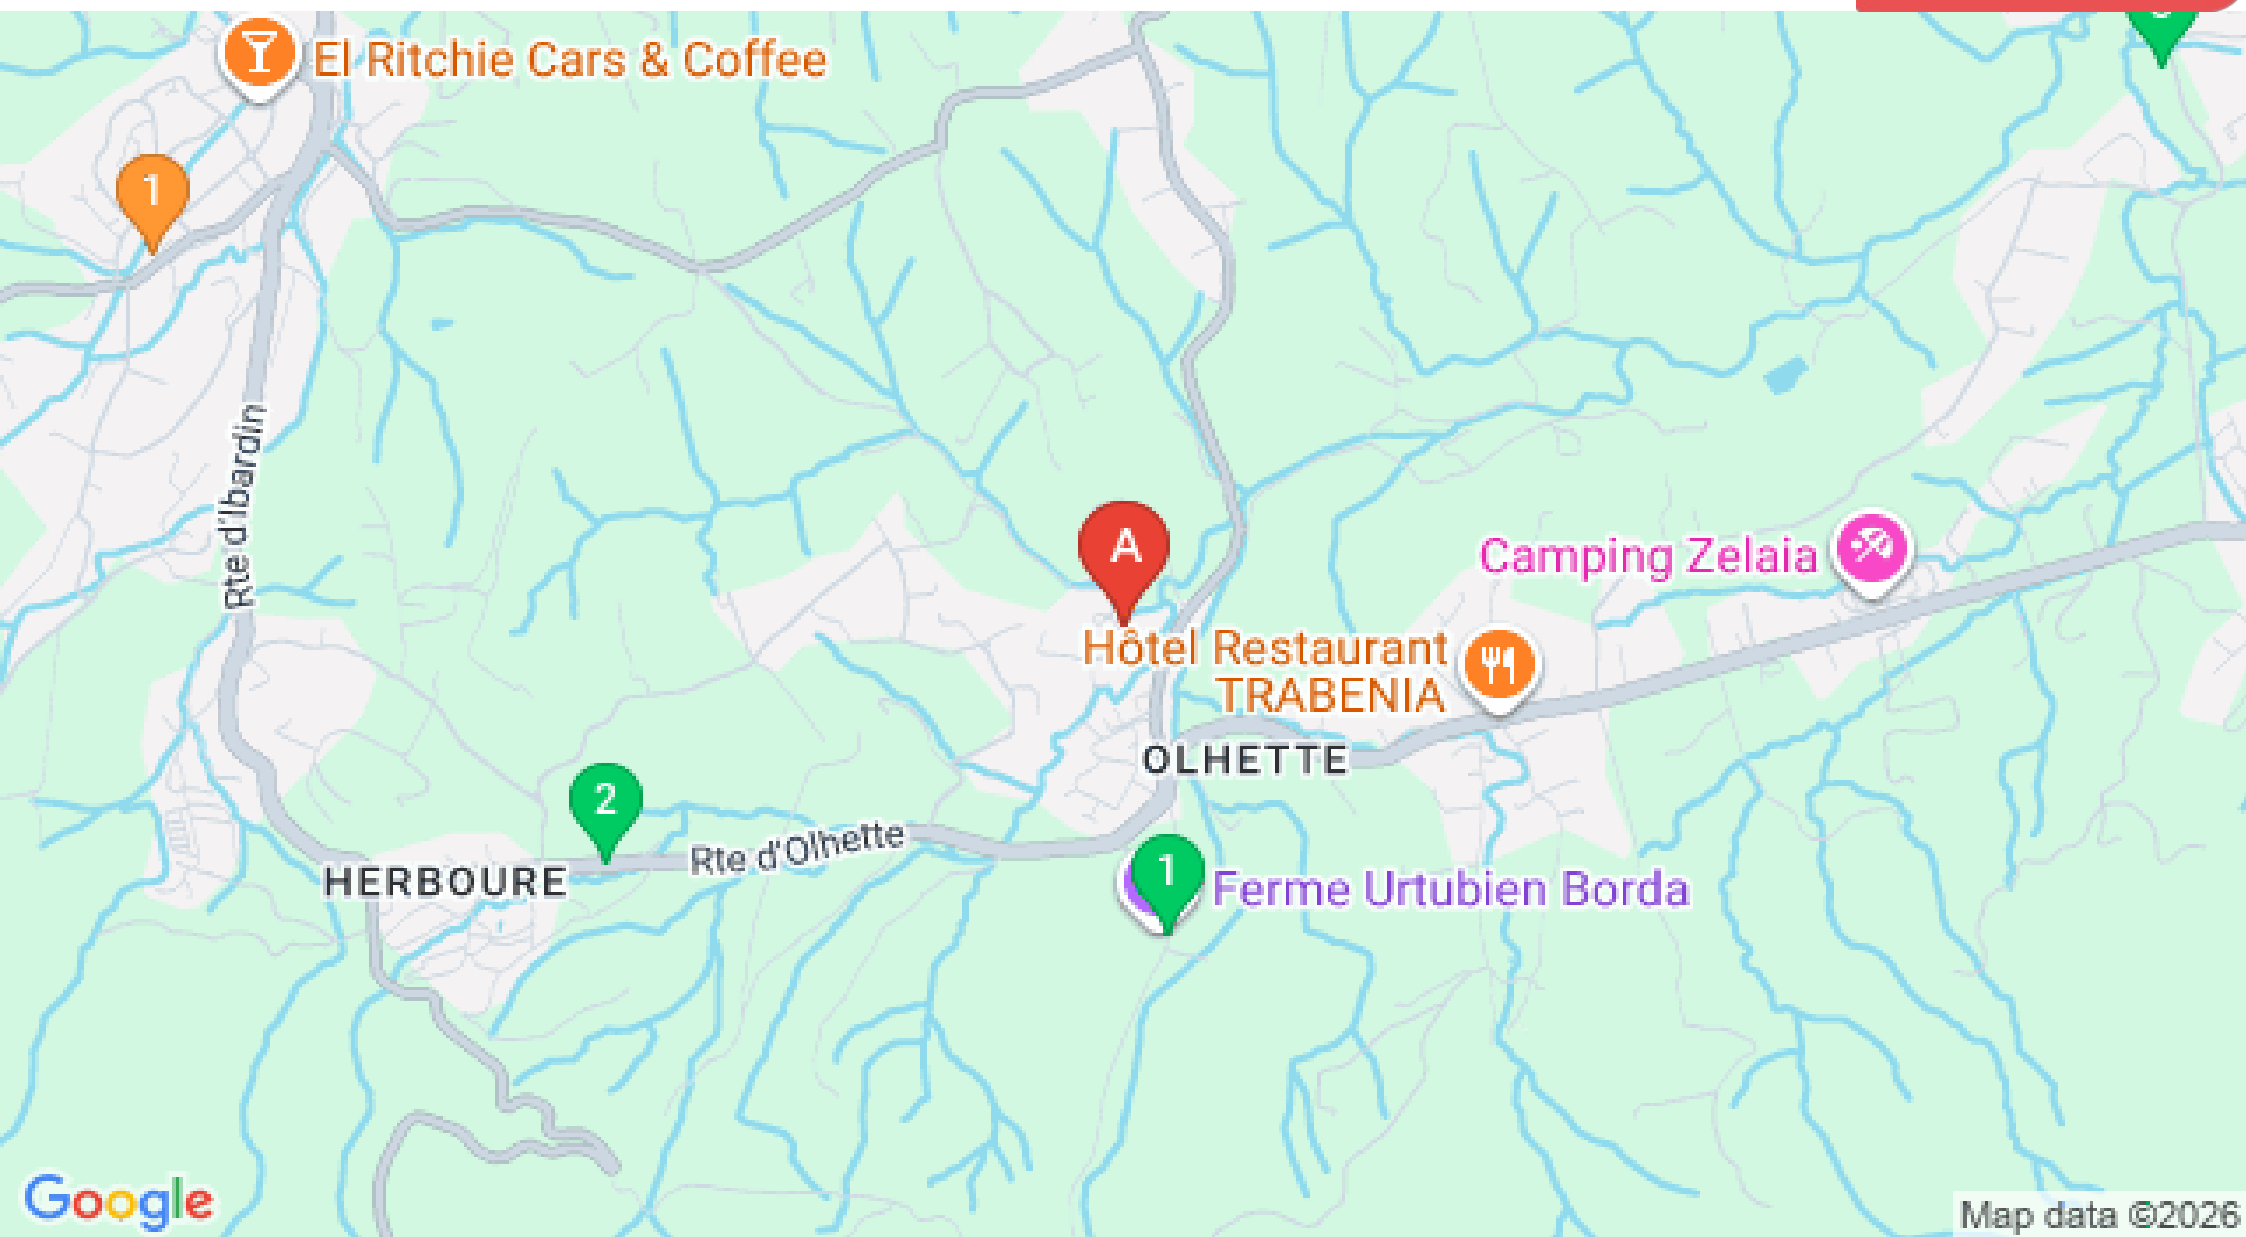 El Ritchie Cars & Coffee
1
Rte d'Ibardin
A
Camping Zelaia
Hôtel Restaurant
TRABENIA
OLHETTE
2
Rte d'Olhette
HERBOURE
1
Ferme Urtubien Borda
Google
Map data ©2026